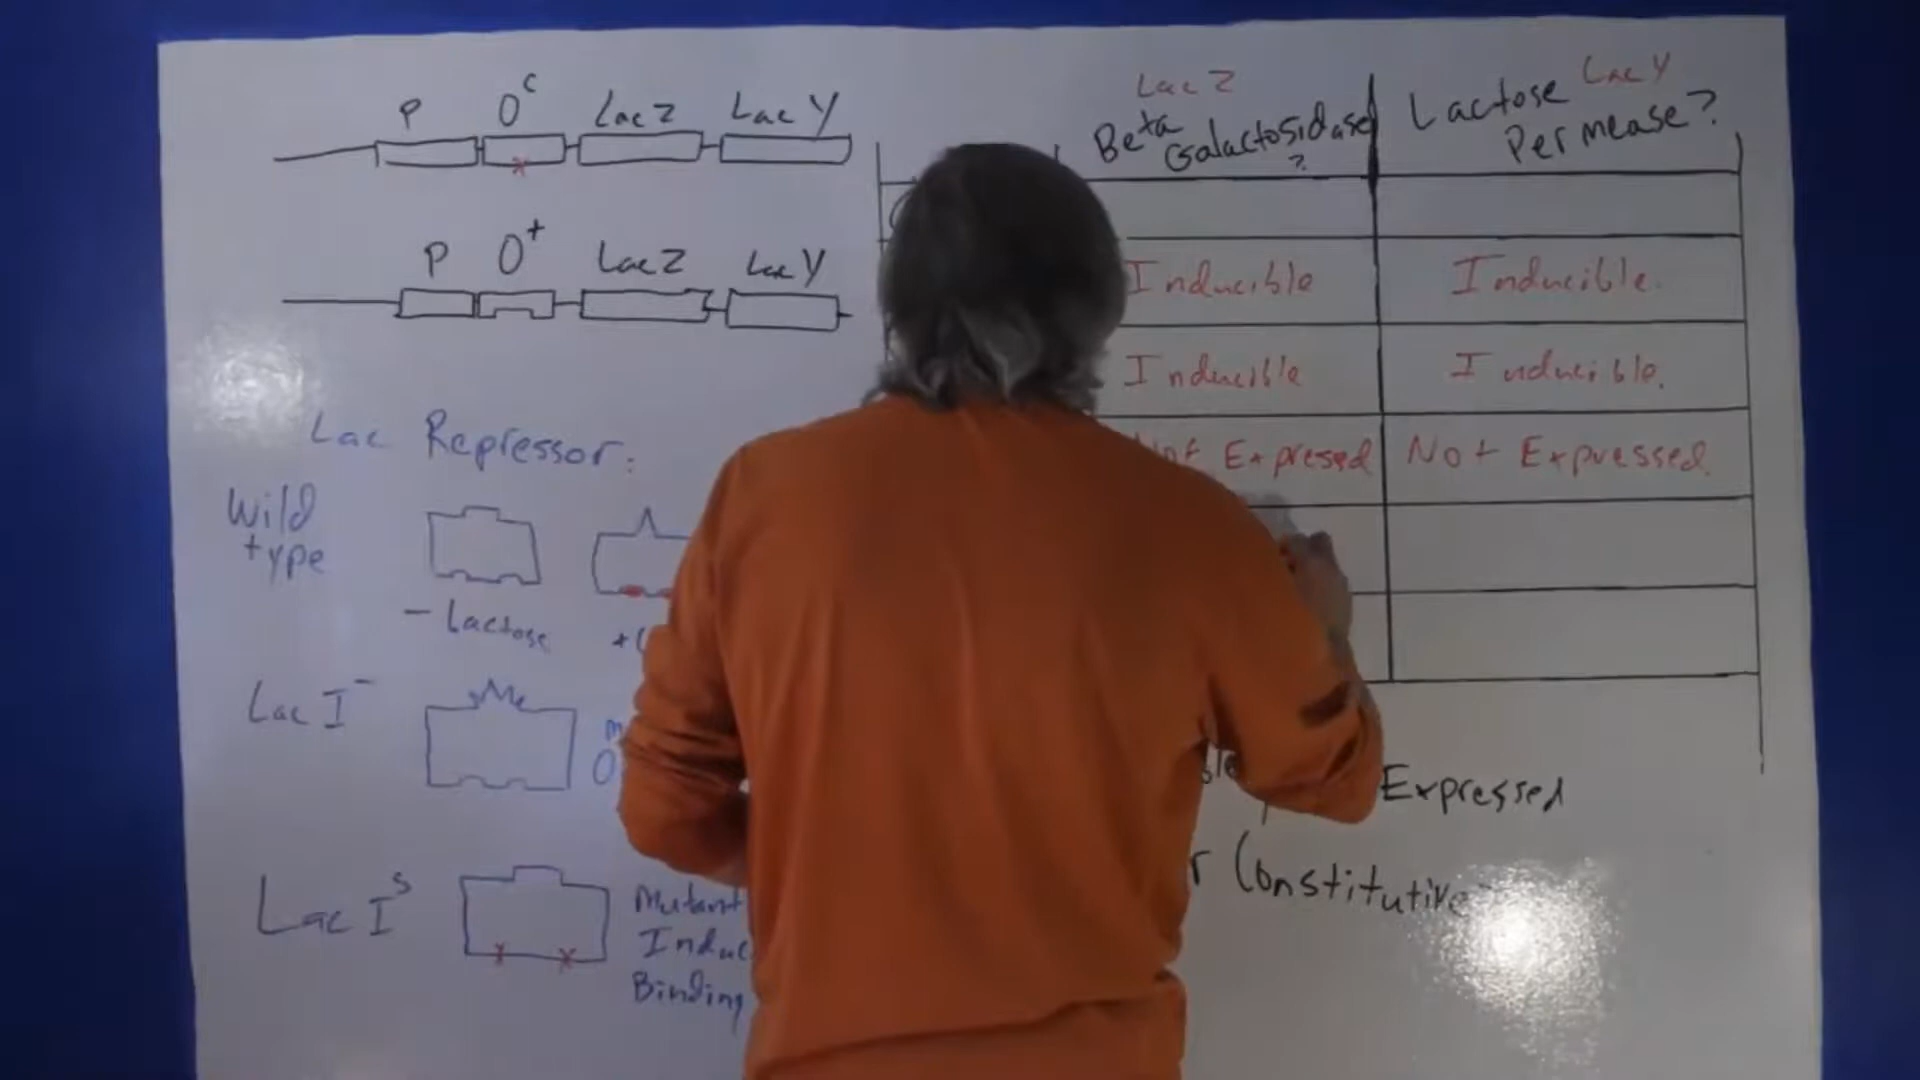 P O^c Lac Z Lac Y
P O^+ Lac Z Lac Y
Lac Repressor:
Wild
type
- Lactose
Lac I^-
Lac I^s
Mutant
Induc
Binding
Lac Z
Beta
Galactosidase
?
Lactose Lac Y
Permease?
Inducible Inducible.
Inducible Inducible.
Not Expressed Not Expressed
Expressed
Constitutive